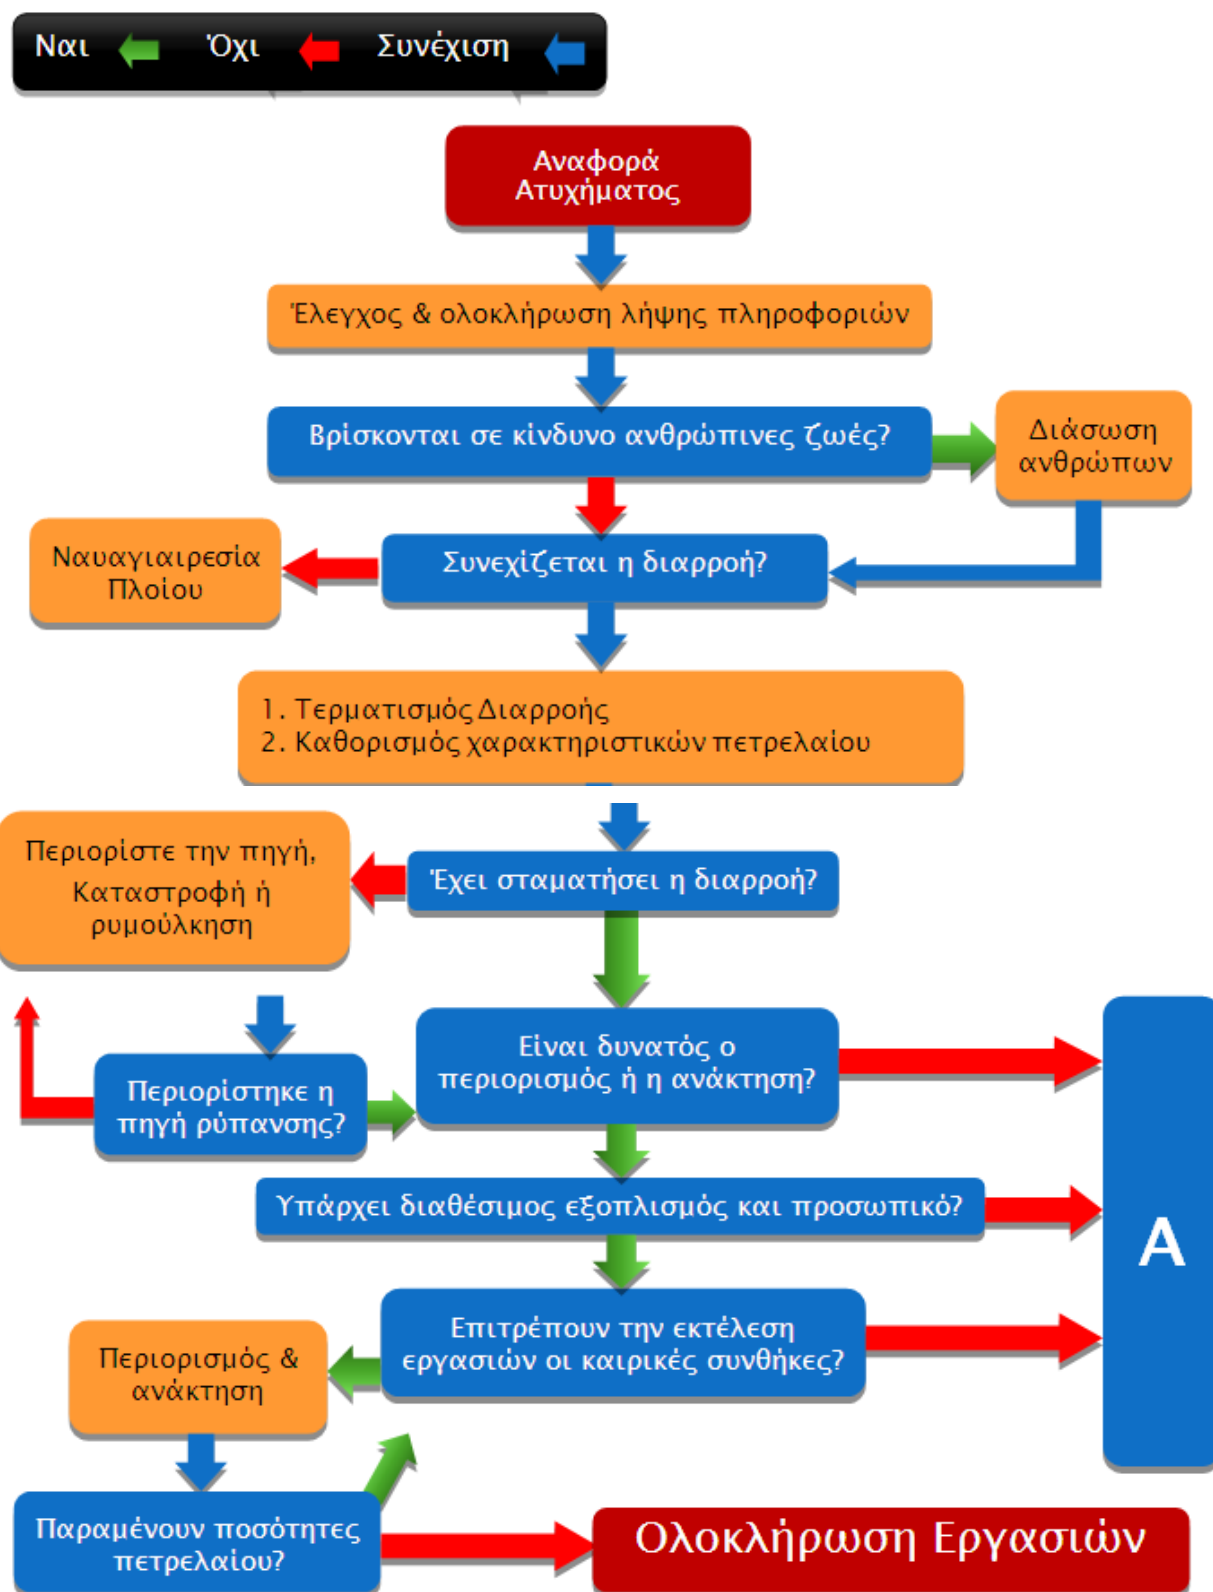 Ναι Όχι Συνέχιση
Αναφορά
Ατυχήματος
Έλεγχος & ολοκλήρωση λήψης πληροφοριών
Βρίσκονται σε κίνδυνο ανθρώπινες ζωές?
Διάσωση
ανθρώπων
Ναυαγιαιρεσία
Πλοίου
Συνεχίζεται η διαρροή?
1. Τερματισμός Διαρροής
2. Καθορισμός χαρακτηριστικών πετρελαίου
Περιορίστε την πηγή,
Καταστροφή ή
ρυμούλκηση
Έχει σταματήσει η διαρροή?
Είναι δυνατός ο
περιορισμός ή η ανάκτηση?
Περιορίστηκε η
πηγή ρύπανσης?
Υπάρχει διαθέσιμος εξοπλισμός και προσωπικό?
Α
Επιτρέπουν την εκτέλεση
εργασιών οι καιρικές συνθήκες?
Περιορισμός &
ανάκτηση
Παραμένουν ποσότητες
πετρελαίου?
Ολοκλήρωση Εργασιών